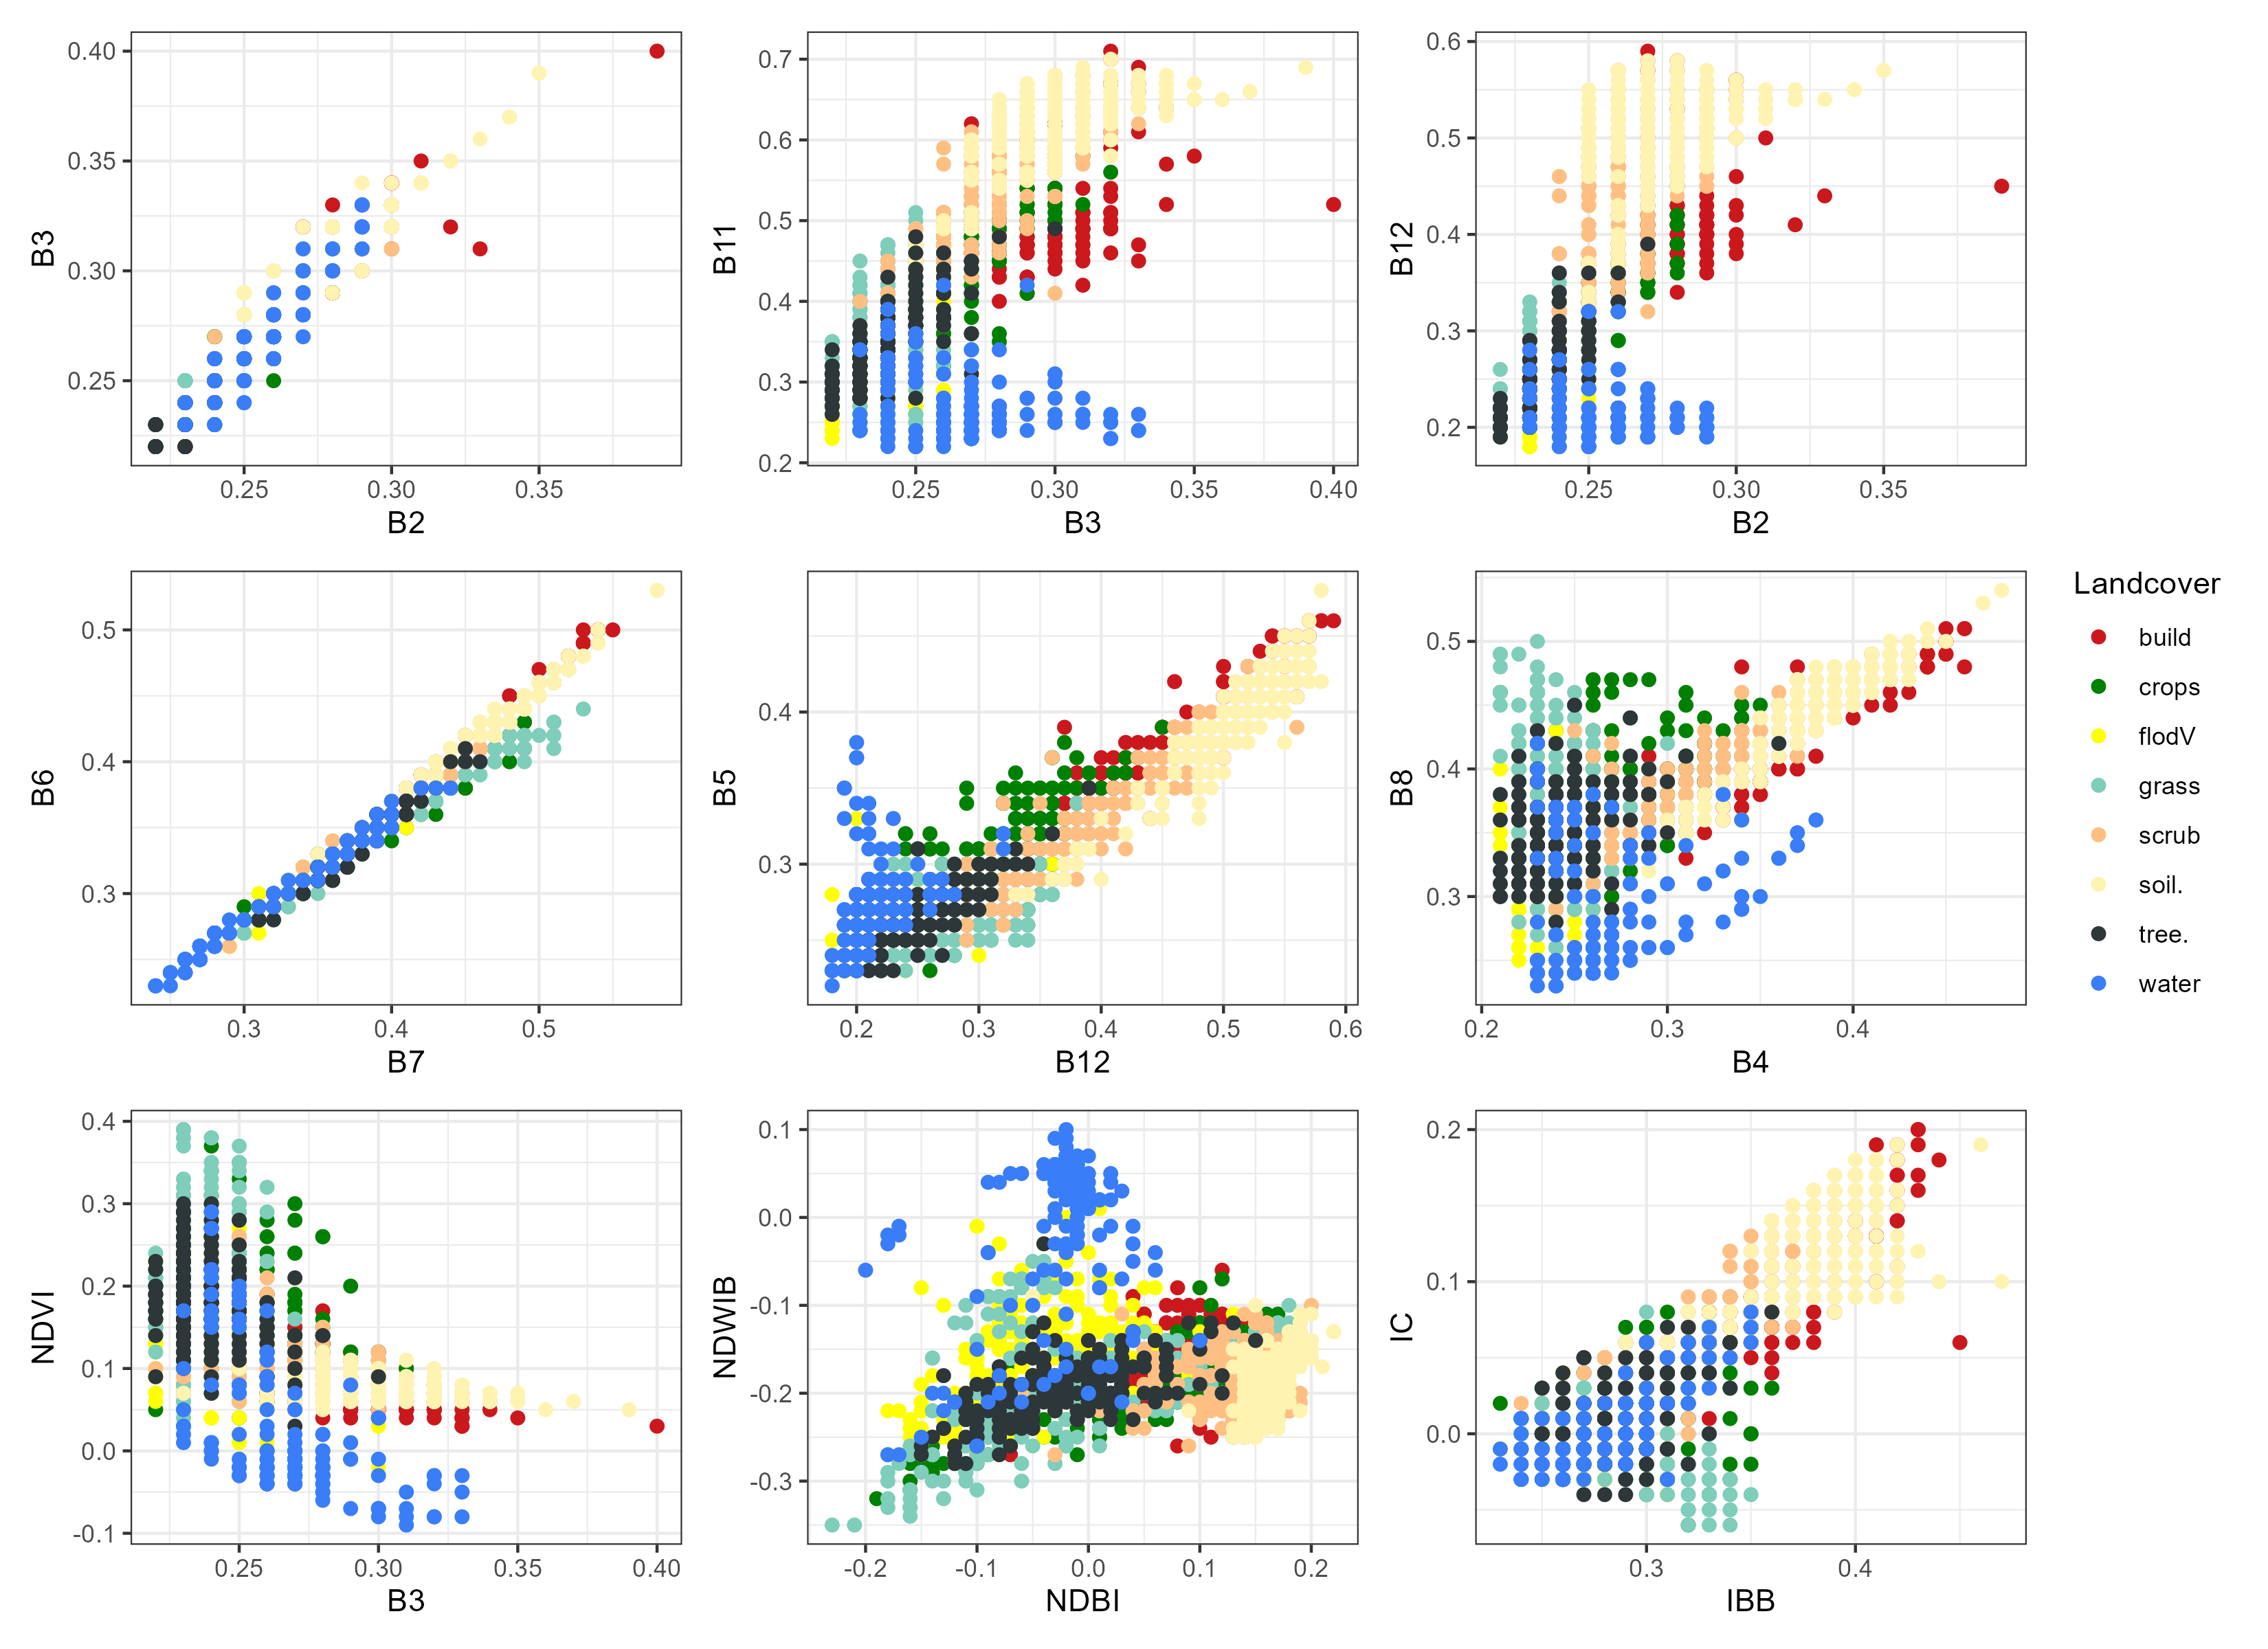 0.40
0.35
0.30
0.25
B3
0.25 0.30 0.35
B2
0.7
0.6
0.5
0.4
0.3
0.2
B11
0.25 0.30 0.35 0.40
B3
0.6
0.5
0.4
0.3
0.2
B12
0.25 0.30 0.35
B2
0.5
0.4
0.3
B6
0.3 0.4 0.5
B7
0.4
0.3
B5
0.2 0.3 0.4 0.5 0.6
B12
0.5
0.4
0.3
B8
0.2 0.3 0.4
B4
Landcover
build
crops
flodV
grass
scrub
soil.
tree.
water
0.4
0.3
0.2
0.1
0.0
-0.1
NDVI
0.25 0.30 0.35 0.40
B3
0.1
0.0
-0.1
-0.2
-0.3
NDWIB
-0.2 -0.1 0.0 0.1 0.2
NDBI
0.2
0.1
0.0
IC
0.3 0.4
IBB